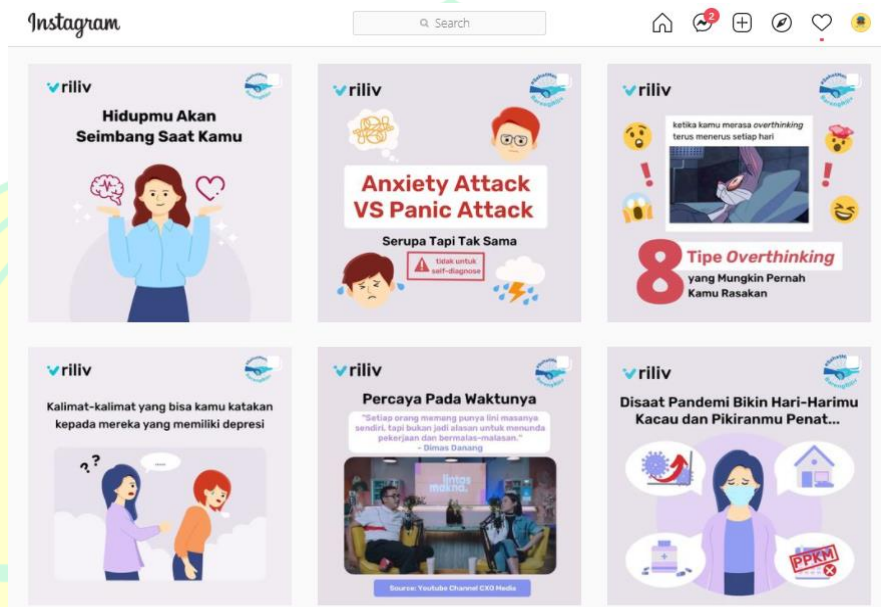 Instagram
Search
2
riliv
Hidupmu Akan
Seimbang Saat Kamu
riliv
Anxiety Attack
VS Panic Attack
Serupa Tapi Tak Sama
tidak untuk
self-diagnose
riliv
ketika kamu merasa overthinking
terus menerus setiap hari
8
Tipe Overthinking
yang Mungkin Pernah
Kamu Rasakan
riliv
Kalimat-kalimat yang bisa kamu katakan
kepada mereka yang memiliki depresi
? ?
riliv
Percaya Pada Waktunya
"Setiap orang memang punya lini masanya
sendiri, tapi bukan jadi alasan untuk menunda
pekerjaan dan bermalas-malasan."
- Dimas Danang
lintas
makna.
Source: Youtube Channel CXO Media
riliv
Disaat Pandemi Bikin Hari-Harimu
Kacau dan Pikiranmu Penat...
PPKM